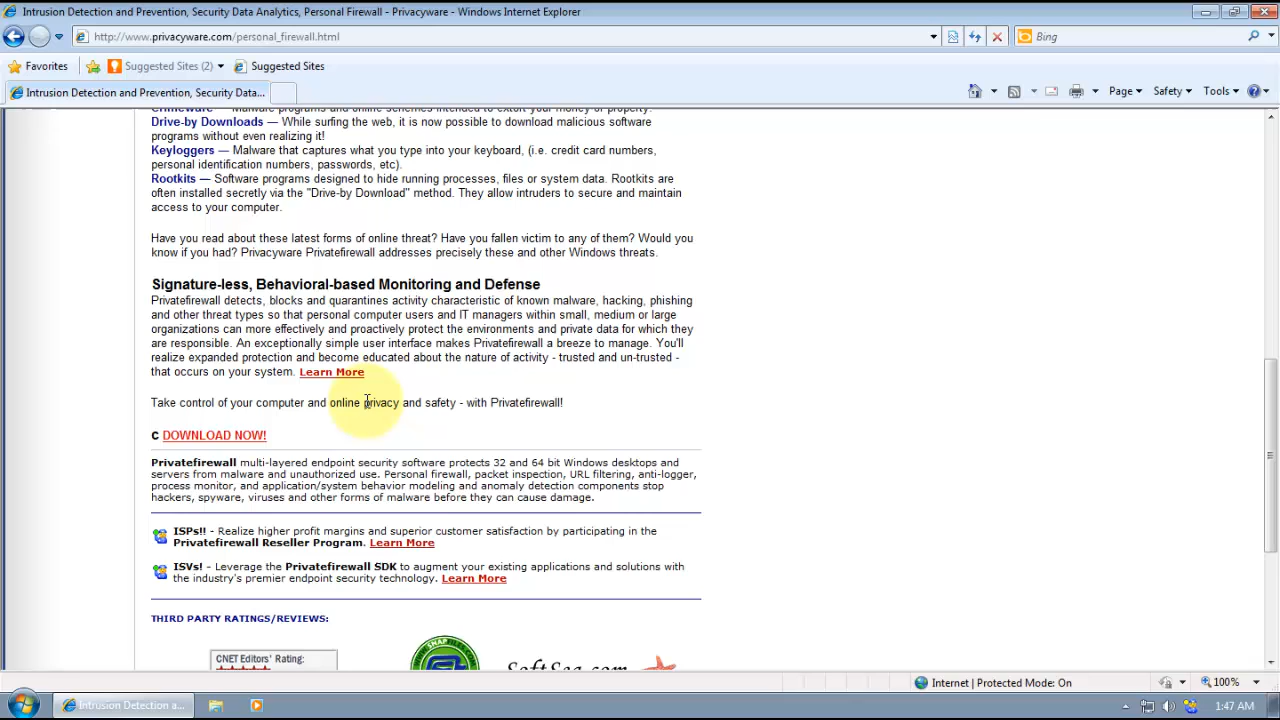 Intrusion Detection and Prevention, Security Data Analytics, Personal Firewall - Privacyware - Windows Internet Explorer
http://www.privacyware.com/personal_firewall.html
Bing
Favorites
Suggested Sites (2)
Suggested Sites
Intrusion Detection and Prevention, Security Data...
Page
Safety
Tools
Crimeware — Malware programs and online schemes intended to extort your money or property.
Drive-by Downloads — While surfing the web, it is now possible to download malicious software
programs without even realizing it!
Keyloggers — Malware that captures what you type into your keyboard, (i.e. credit card numbers,
personal identification numbers, passwords, etc).
Rootkits — Software programs designed to hide running processes, files or system data. Rootkits are
often installed secretly via the "Drive-by Download" method. They allow intruders to secure and maintain
access to your computer.
Have you read about these latest forms of online threat? Have you fallen victim to any of them? Would you
know if you had? Privacyware Privatefirewall addresses precisely these and other Windows threats.
Signature-less, Behavioral-based Monitoring and Defense
Privatefirewall detects, blocks and quarantines activity characteristic of known malware, hacking, phishing
and other threat types so that personal computer users and IT managers within small, medium or large
organizations can more effectively and proactively protect the environments and private data for which they
are responsible. An exceptionally simple user interface makes Privatefirewall a breeze to manage. You'll
realize expanded protection and become educated about the nature of activity - trusted and un-trusted -
that occurs on your system. Learn More
Take control of your computer and online privacy and safety - with Privatefirewall!
C DOWNLOAD NOW!
Privatefirewall multi-layered endpoint security software protects 32 and 64 bit Windows desktops and
servers from malware and unauthorized use. Personal firewall, packet inspection, URL filtering, anti-logger,
process monitor, and application/system behavior modeling and anomaly detection components stop
hackers, spyware, viruses and other forms of malware before they can cause damage.
ISPs!! - Realize higher profit margins and superior customer satisfaction by participating in the
Privatefirewall Reseller Program. Learn More
ISVs! - Leverage the Privatefirewall SDK to augment your existing applications and solutions with
the industry's premier endpoint security technology. Learn More
THIRD PARTY RATINGS/REVIEWS:
CNET Editors' Rating:
SNAPFILES.COM
SoftSea.com
Internet | Protected Mode: On
100%
Intrusion Detection a...
1:47 AM